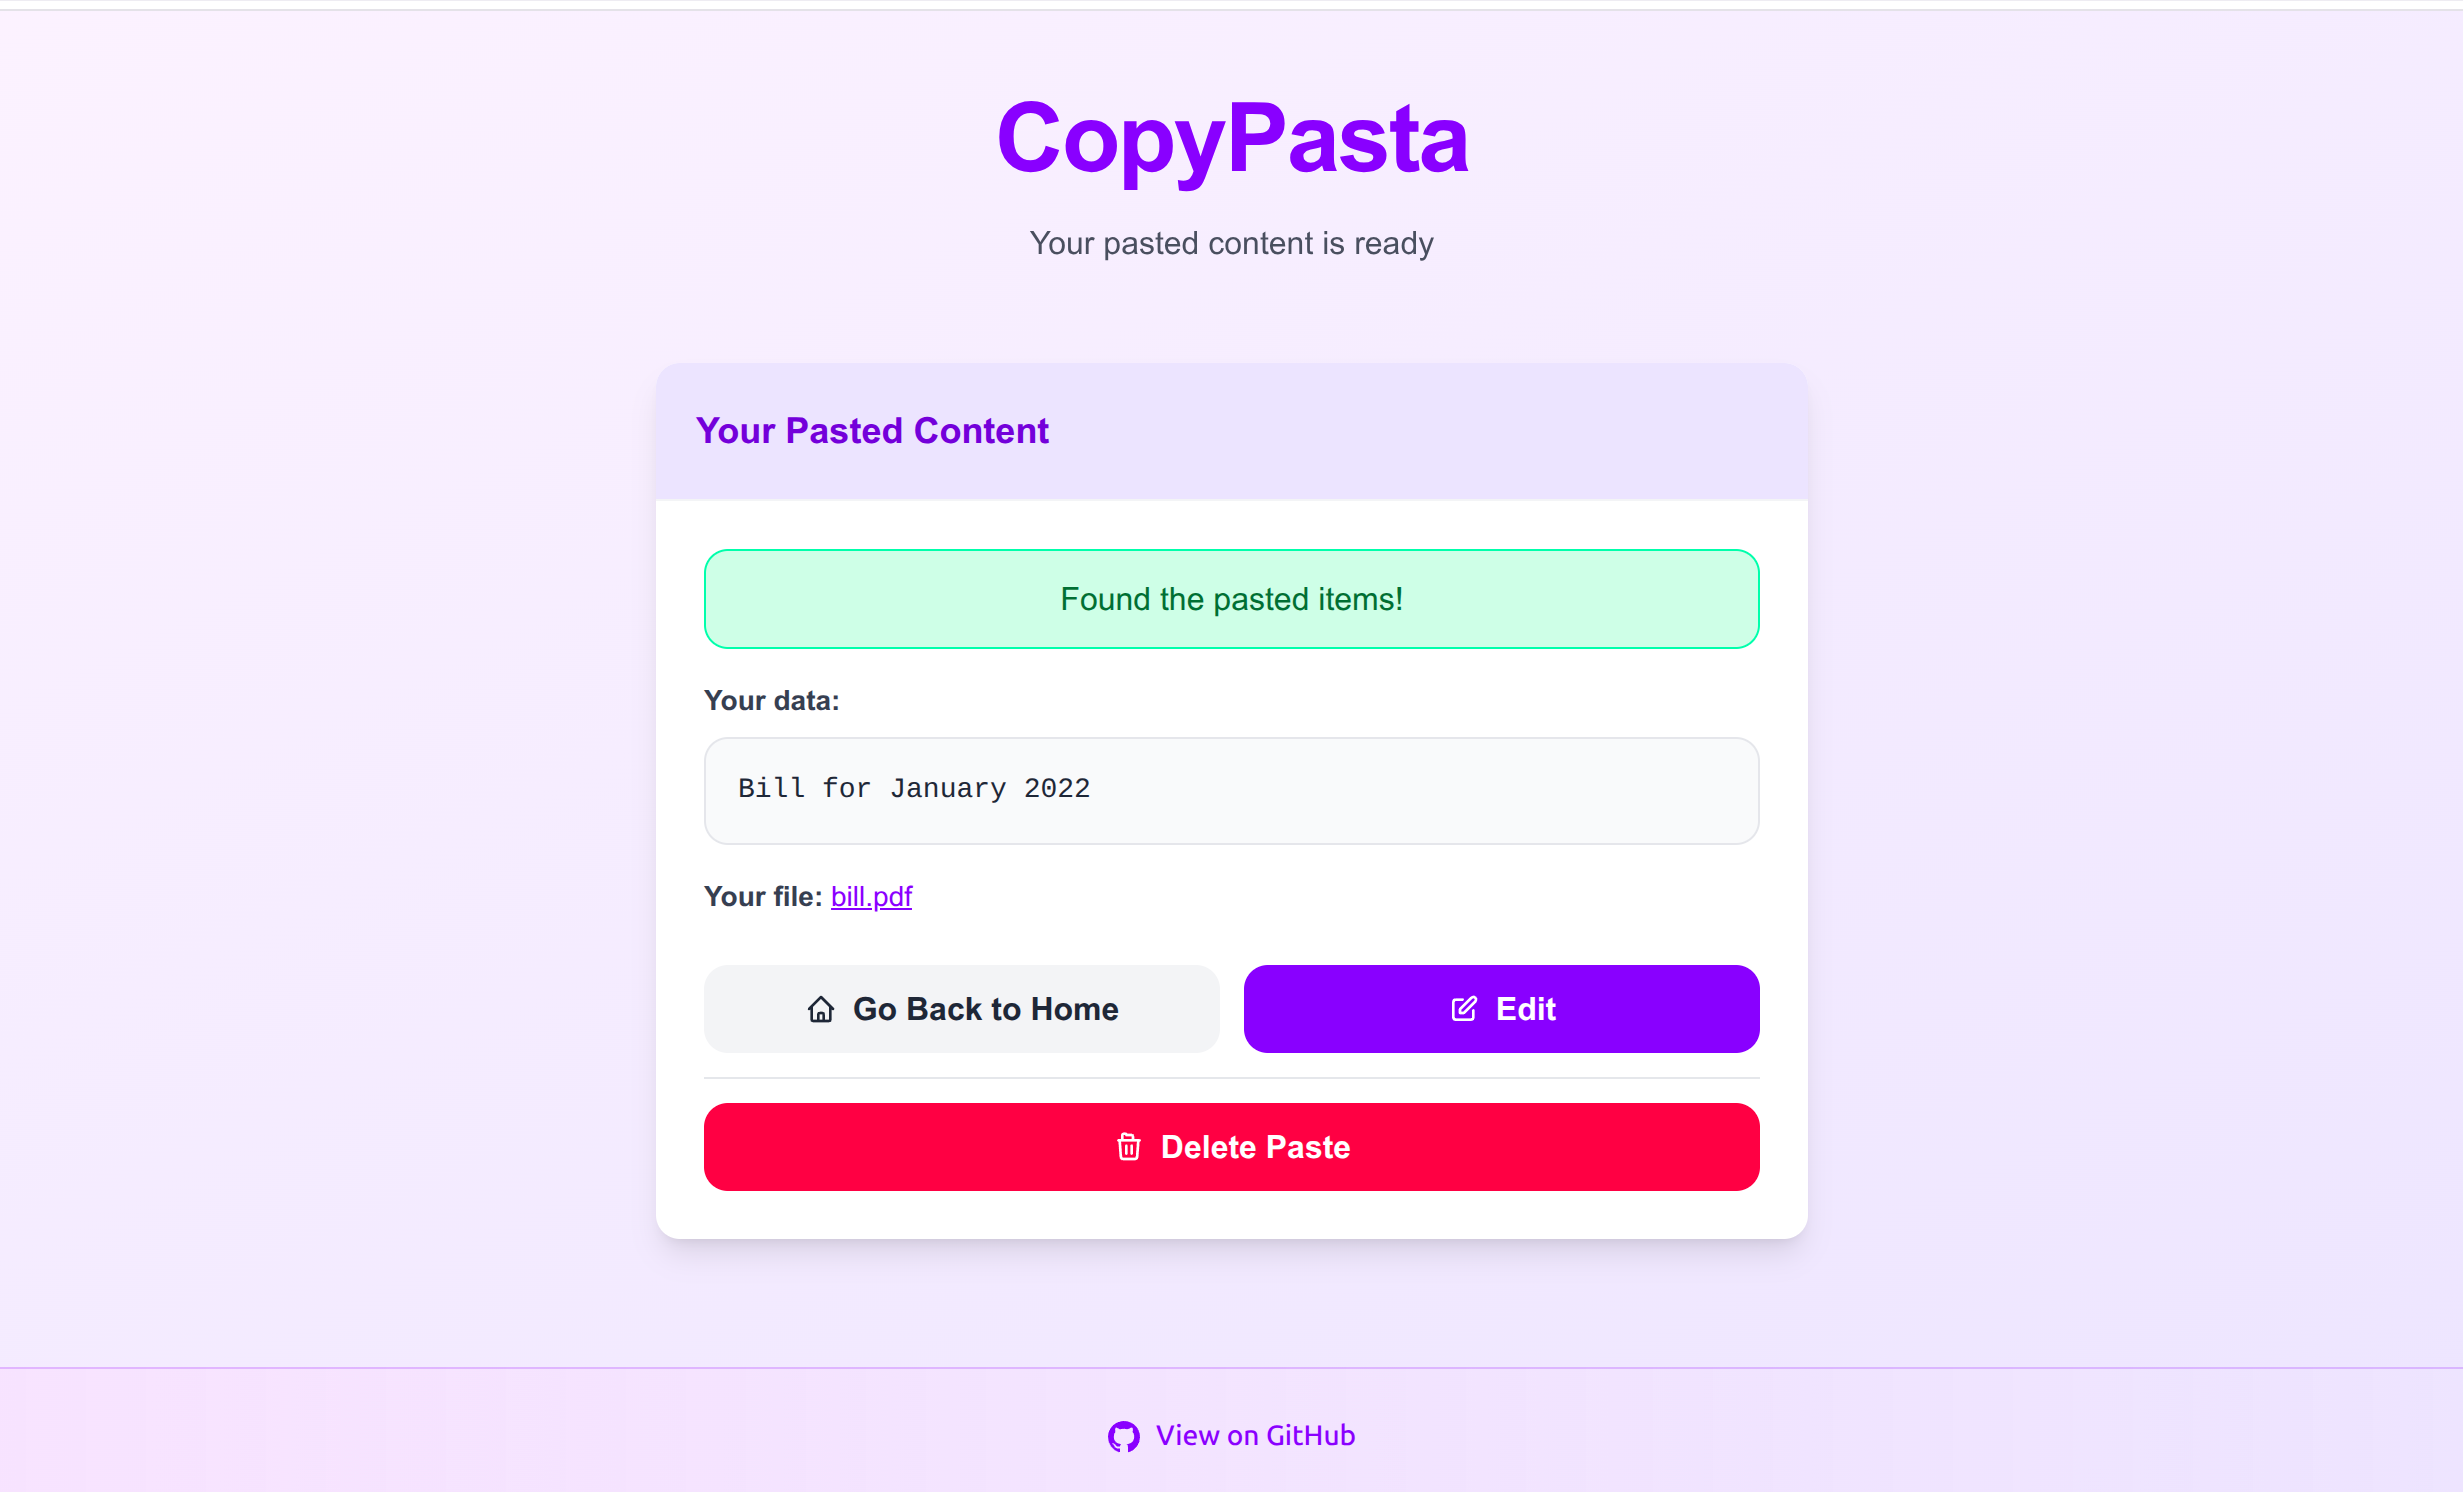 CopyPasta
Your pasted content is ready
Your Pasted Content
Found the pasted items!
Your data:
Bill for January 2022
Your file: bill.pdf
Go Back to Home
Edit
Delete Paste
View on GitHub